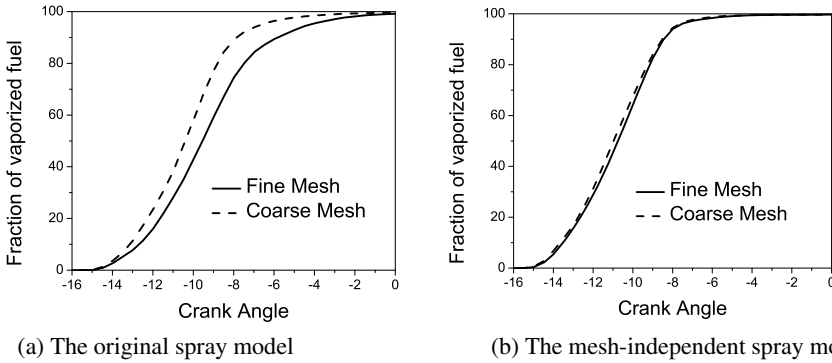 100
80
60
40
20
0
Fraction of vaporized fuel
Fine Mesh
Coarse Mesh
-16 -14 -12 -10 -8 -6 -4 -2 0
Crank Angle
(a) The original spray model
100
80
60
40
20
0
Fraction of vaporized fuel
Fine Mesh
Coarse Mesh
-16 -14 -12 -10 -8 -6 -4 -2 0
Crank Angle
(b) The mesh-independent spray mo